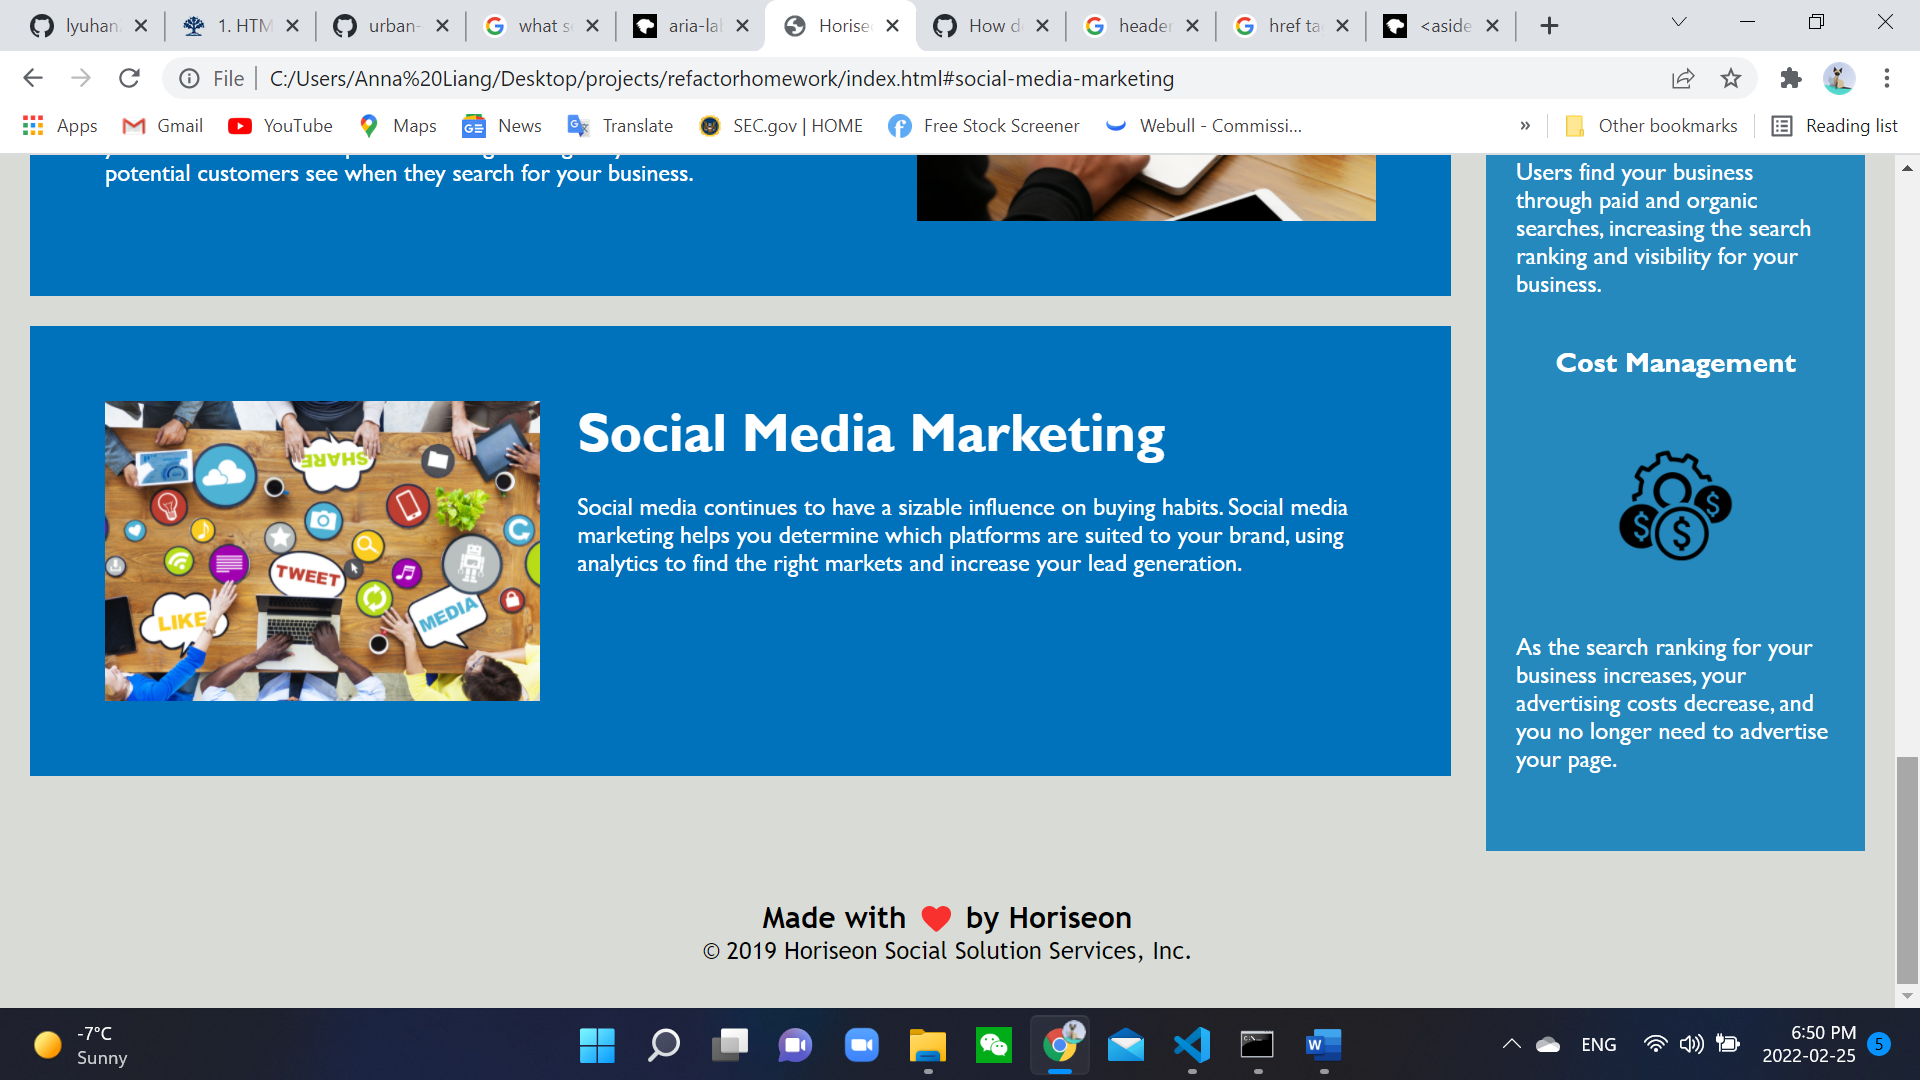 lyuhan
1. HTM
urban-
what s
aria-lab
Horised
How d
header
href ta
<aside
File
C:/Users/Anna%20Liang/Desktop/projects/refactorhomework/index.html#social-media-marketing
Apps
Gmail
YouTube
Maps
News
Translate
SEC.gov | HOME
Free Stock Screener
Webull - Commissi...
»
Other bookmarks
Reading list
potential customers see when they search for your business.
Users find your business
through paid and organic
searches, increasing the search
ranking and visibility for your
business.
Cost Management
As the search ranking for your
business increases, your
advertising costs decrease, and
you no longer need to advertise
your page.
SHARE
TWEET
LIKE
MEDIA
Social Media Marketing
Social media continues to have a sizable influence on buying habits. Social media
marketing helps you determine which platforms are suited to your brand, using
analytics to find the right markets and increase your lead generation.
Made with ❤ by Horiseon
© 2019 Horiseon Social Solution Services, Inc.
-7°C
Sunny
ENG
6:50 PM
2022-02-25
5